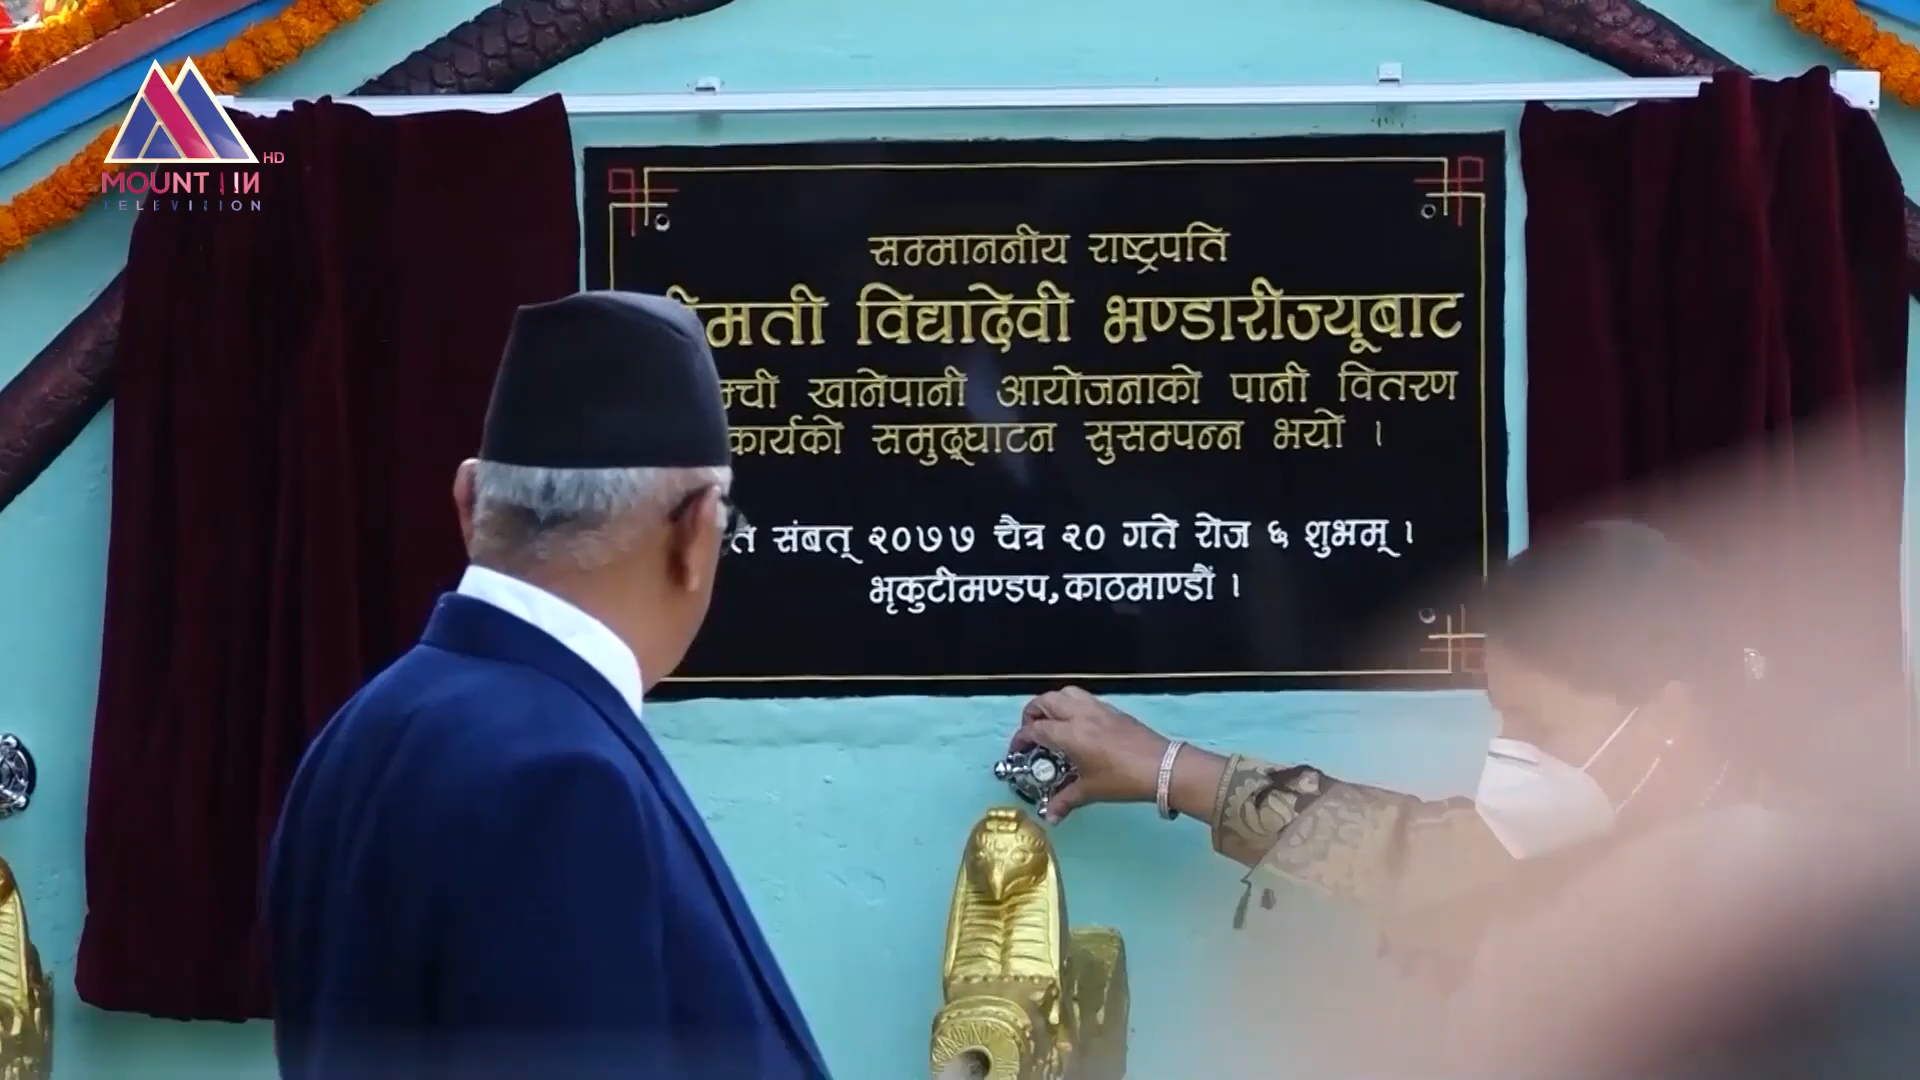 HD
MOUNT
TELEVISION
सम्माननीय राष्ट्रपति
विद्यादेवी भण्डारीज्यूबाट
खानेपानी आयोजनाको पानी वितरण
कार्यको समुद्घाटन सुसम्पन्न भयो ।
संबत् २०७७ चैत्र २० गते रोज ६ शुभम् ।
भृकुटीमण्डप, काठमाण्डौं ।